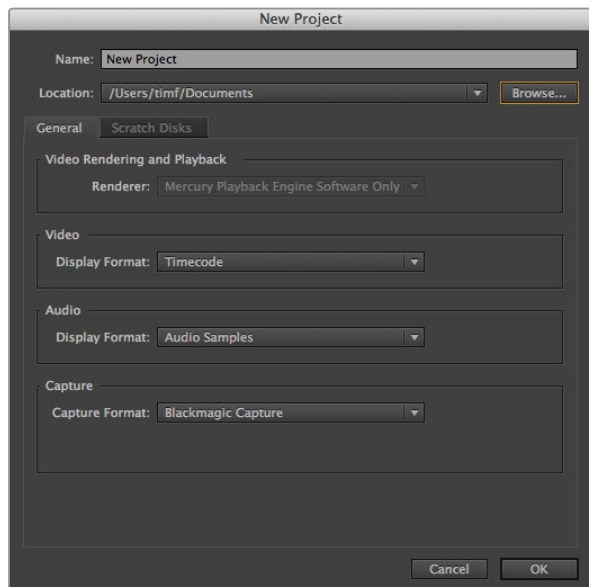 New Project
Name: New Project
Location: /Users/timf/Documents Browse...
General Scratch Disks
Video Rendering and Playback
Renderer: Mercury Playback Engine Software Only
Video
Display Format: Timecode
Audio
Display Format: Audio Samples
Capture
Capture Format: Blackmagic Capture
Cancel OK